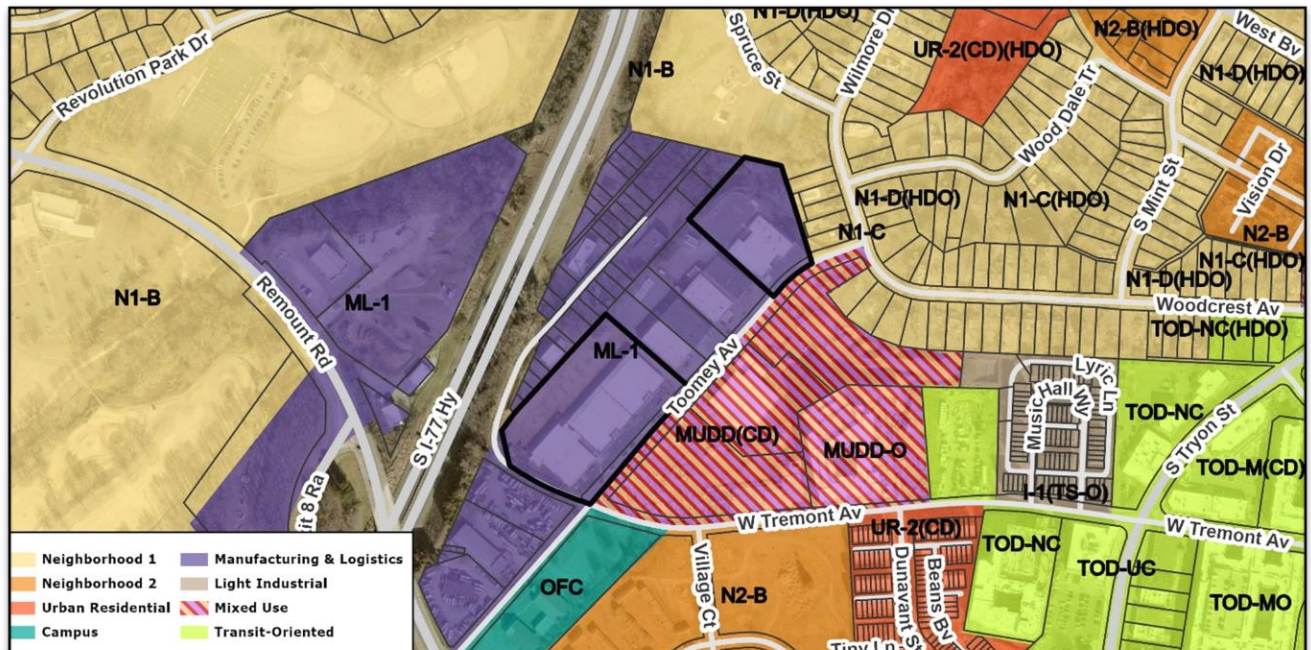 N1-D(HDO)
Spruce St
Wilmore Dr
UR-2(CD)(HDO)
N2-B(HDO)
West Bv
N1-D(HDO)
Revolution Park Dr
N1-B
Wood Dale Tr
S Mint St
Vision Dr
N1-D(HDO)
N1-C(HDO)
N1-C
N2-B
N1-C(HDO)
N1-D(HDO)
Woodcrest Av
TOD-NC(HDO)
N1-B
ML-1
Remount Rd
ML-1
Toomey Av
S I-77 Hy
MUDD(CD)
MUDD-O
Lyric Ln
Music Hall Wy
TOD-NC
S Tryon St
TOD-M(CD)
I-1(TS-O)
it 8 Ra
W Tremont Av
UR-2(CD)
W Tremont Av
TOD-NC
TOD-UC
TOD-MO
OFC
Village Ct
N2-B
Dunavant St
Beans Bv
Tiny Ln
Neighborhood 1
Neighborhood 2
Urban Residential
Campus
Manufacturing & Logistics
Light Industrial
Mixed Use
Transit-Oriented